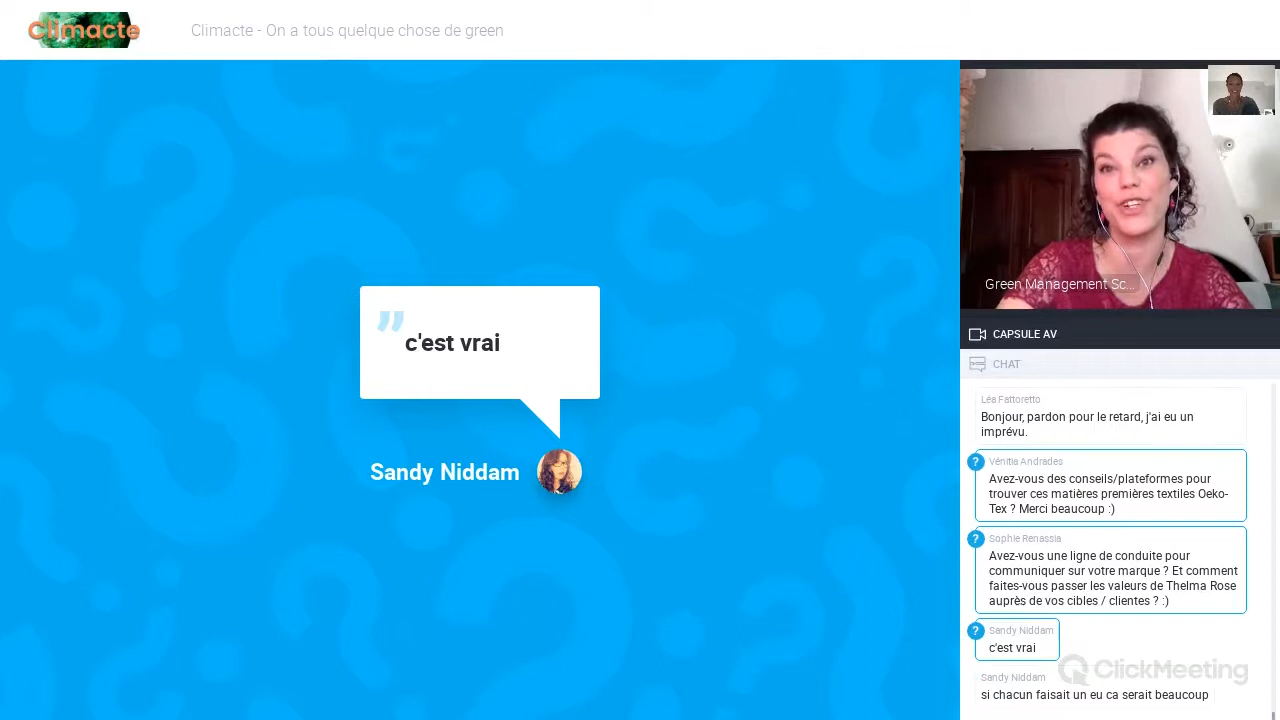 Climacte
Climacte - On a tous quelque chose de green
"
c'est vrai
Sandy Niddam
Green Management Sc...
CAPSULE AV
CHAT
Léa Fattoretto
Bonjour, pardon pour le retard, j'ai eu un
imprévu.
?
Vénitia Andrades
Avez-vous des conseils/plateformes pour
trouver ces matières premières textiles Oeko-
Tex ? Merci beaucoup :)
?
Sophie Renassia
Avez-vous une ligne de conduite pour
communiquer sur votre marque ? Et comment
faites-vous passer les valeurs de Thelma Rose
auprès de vos cibles / clientes ? :)
?
Sandy Niddam
c'est vrai
ClickMeeting
Sandy Niddam
si chacun faisait un eu ca serait beaucoup